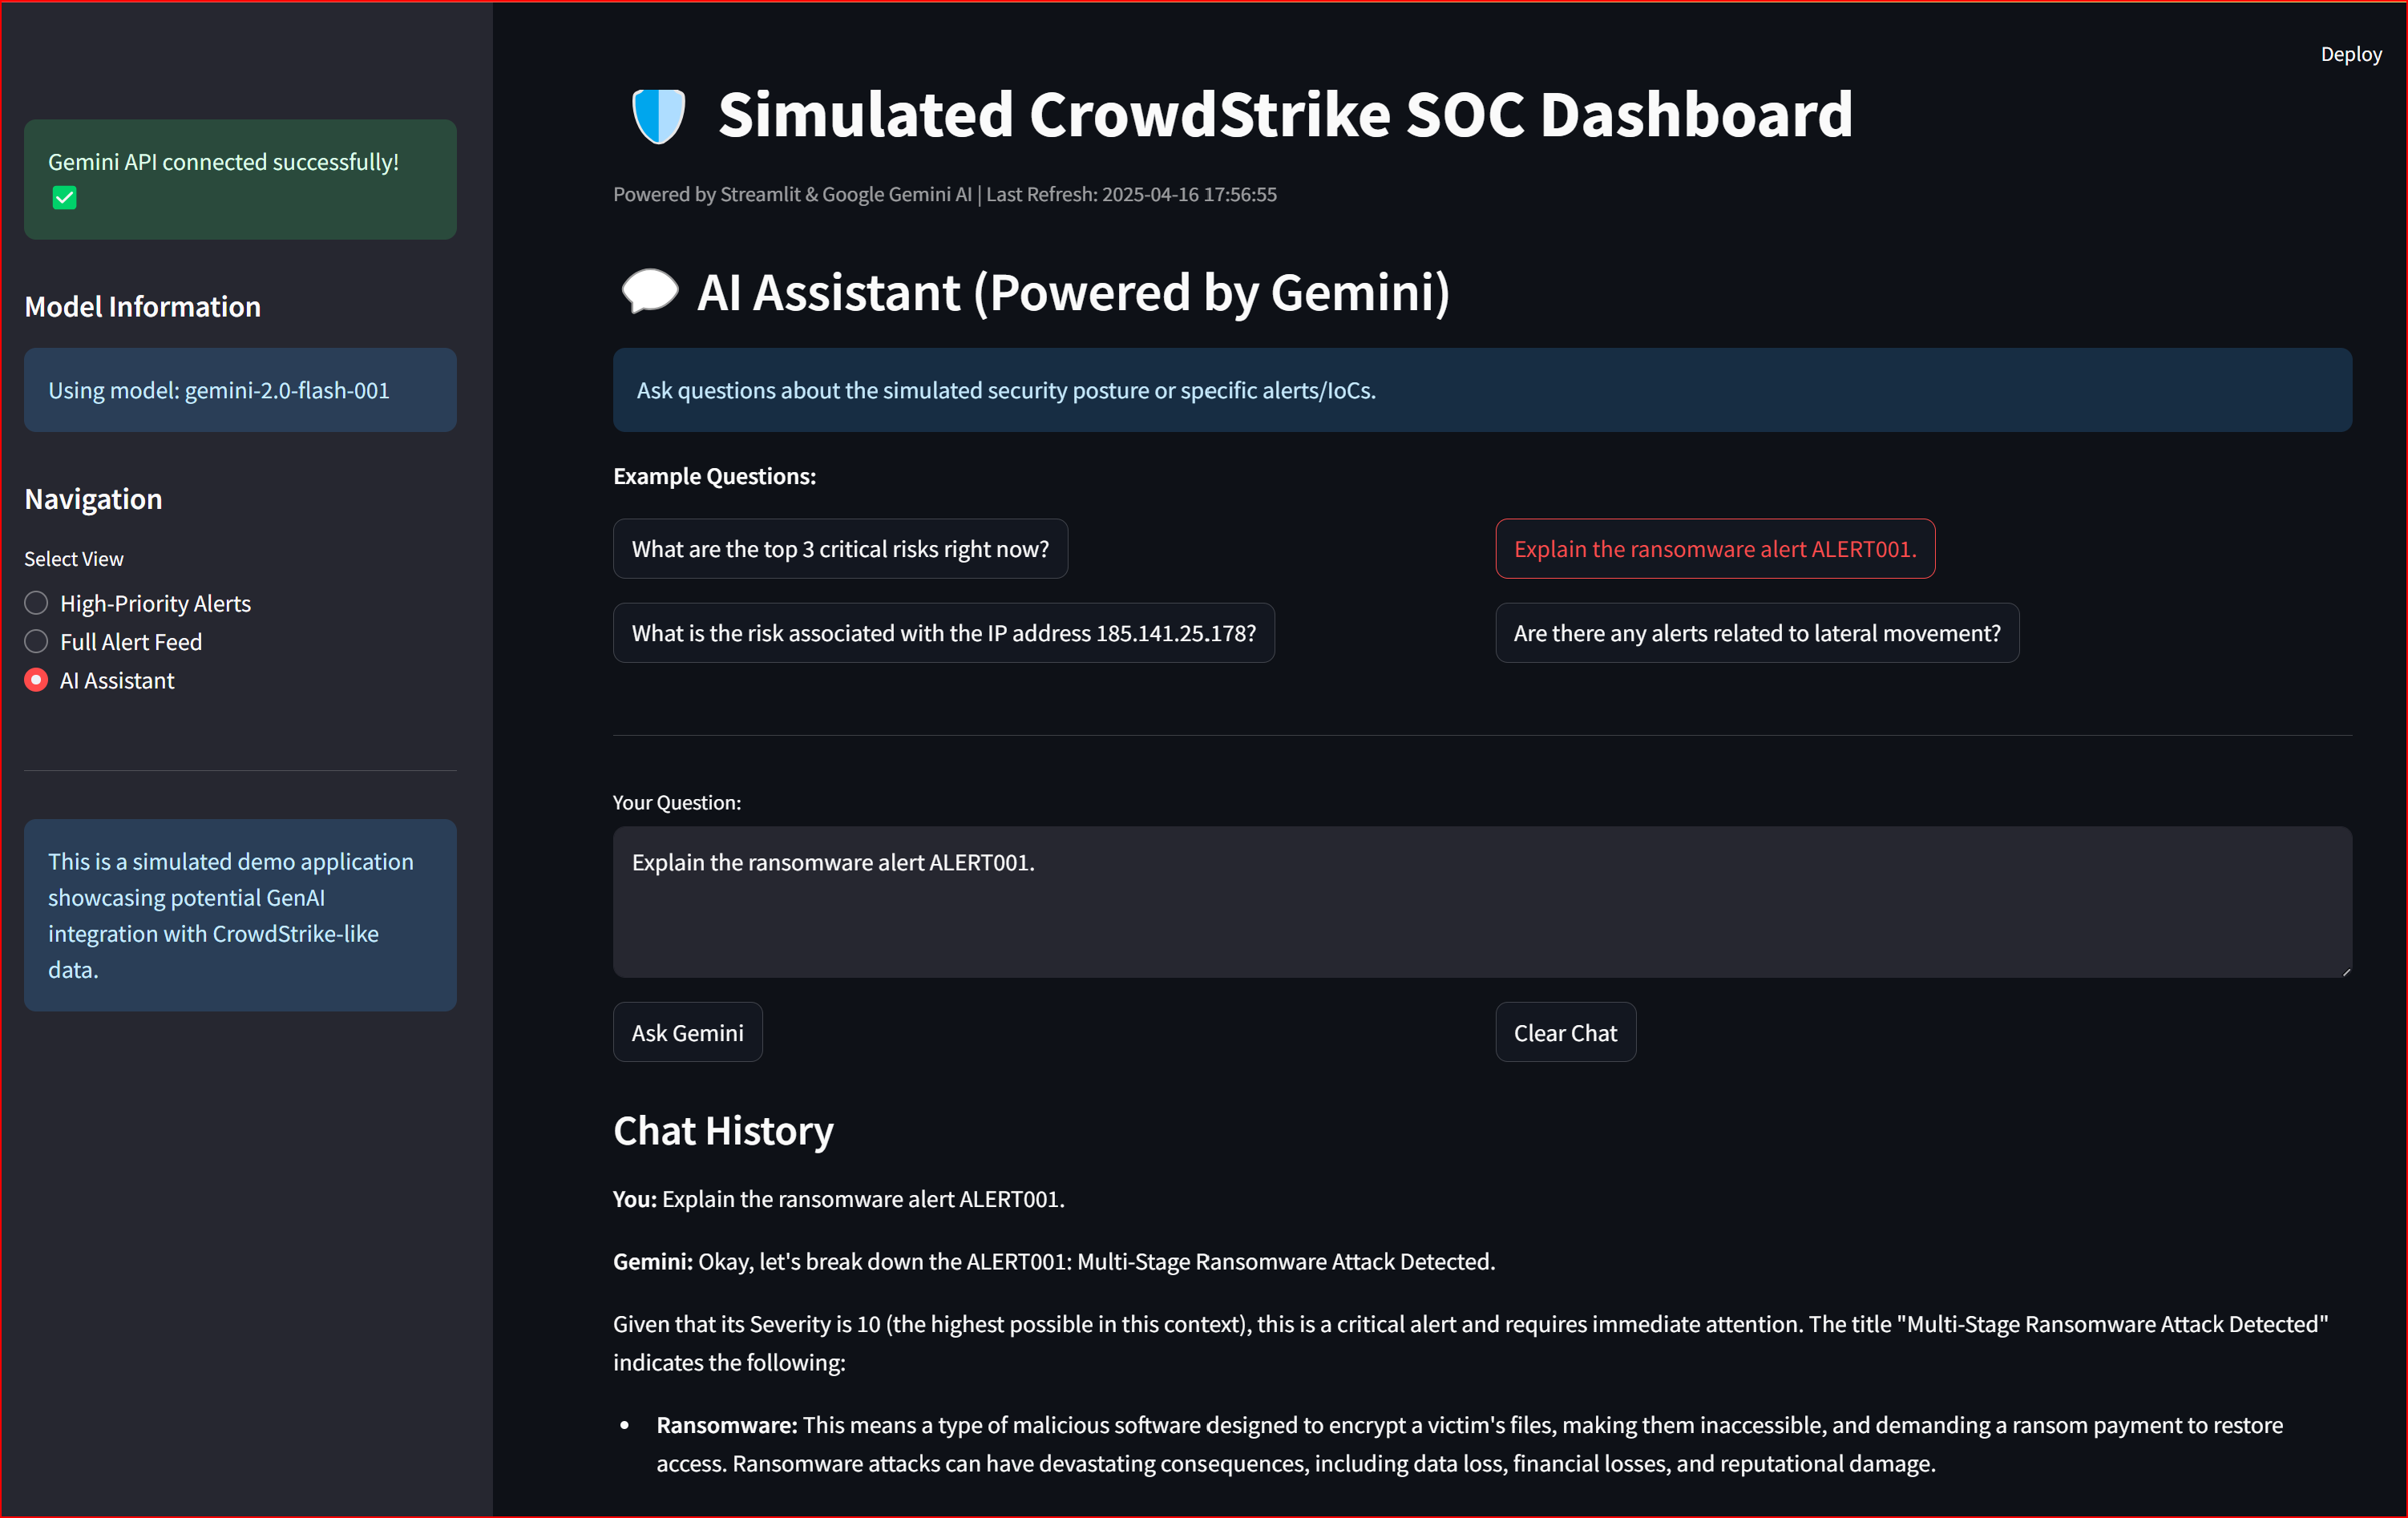 Deploy
Gemini API connected successfully!
Model Information
Using model: gemini-2.0-flash-001
Navigation
Select View
High-Priority Alerts
Full Alert Feed
AI Assistant
This is a simulated demo application
showcasing potential GenAI
integration with CrowdStrike-like
data.
Simulated CrowdStrike SOC Dashboard
Powered by Streamlit & Google Gemini AI | Last Refresh: 2025-04-16 17:56:55
AI Assistant (Powered by Gemini)
Ask questions about the simulated security posture or specific alerts/IoCs.
Example Questions:
What are the top 3 critical risks right now?
Explain the ransomware alert ALERT001.
What is the risk associated with the IP address 185.141.25.178?
Are there any alerts related to lateral movement?
Your Question:
Explain the ransomware alert ALERT001.
Ask Gemini
Clear Chat
Chat History
You: Explain the ransomware alert ALERT001.
Gemini: Okay, let's break down the ALERT001: Multi-Stage Ransomware Attack Detected.
Given that its Severity is 10 (the highest possible in this context), this is a critical alert and requires immediate attention. The title "Multi-Stage Ransomware Attack Detected"
indicates the following:
• Ransomware: This means a type of malicious software designed to encrypt a victim's files, making them inaccessible, and demanding a ransom payment to restore
access. Ransomware attacks can have devastating consequences, including data loss, financial losses, and reputational damage.